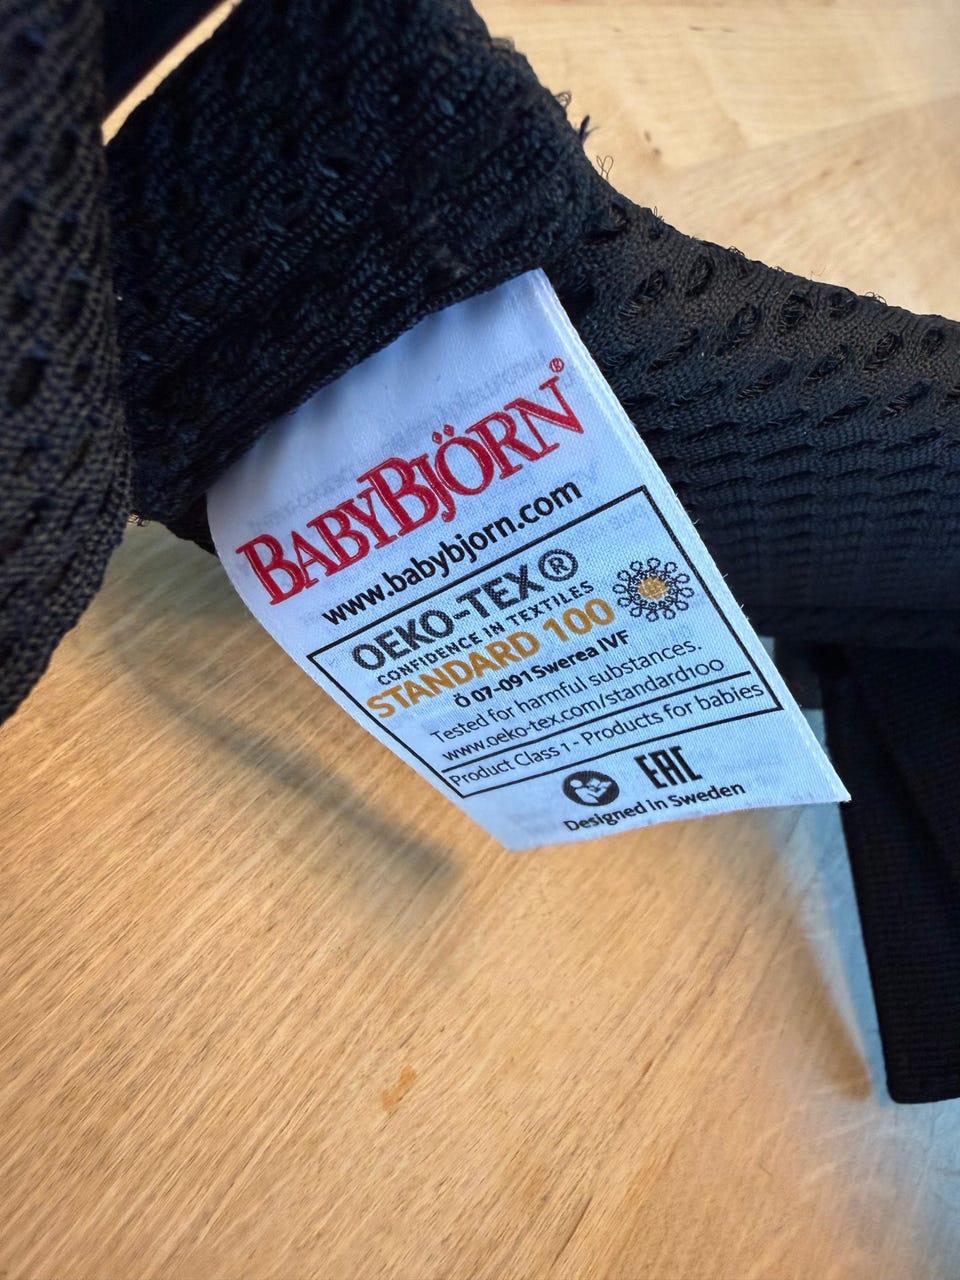 BABYBJÖRN®
www.babybjorn.com
OEKO-TEX®
CONFIDENCE IN TEXTILES
STANDARD 100
Ö 07-091 Swerea IVF
Tested for harmful substances.
www.oeko-tex.com/standard100
Product Class 1 - Products for babies
EAC
Designed in Sweden